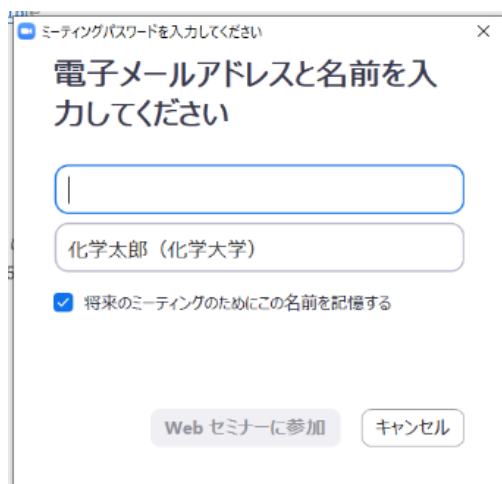 ミーティングパスワードを入力してください
電子メールアドレスと名前を入
力してください
化学太郎（化学大学）
将来のミーティングのためにこの名前を記憶する
Web セミナーに参加
キャンセル